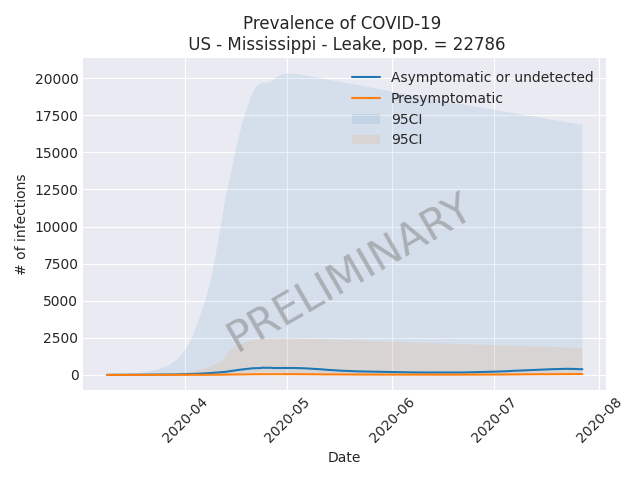 Prevalence of COVID-19
US - Mississippi - Leake, pop. = 22786
20000
17500
15000
12500
10000
7500
5000
2500
0
# of infections
Asymptomatic or undetected
Presymptomatic
95CI
95CI
PRELIMINARY
2020-04
2020-05
2020-06
2020-07
2020-08
Date